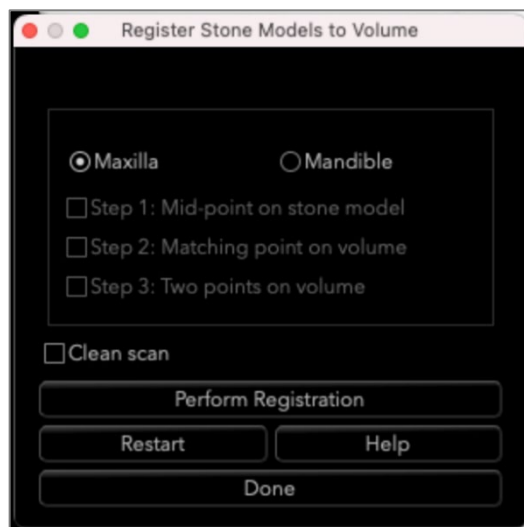 Register Stone Models to Volume
Maxilla Mandible
Step 1: Mid-point on stone model
Step 2: Matching point on volume
Step 3: Two points on volume
Clean scan
Perform Registration
Restart Help
Done